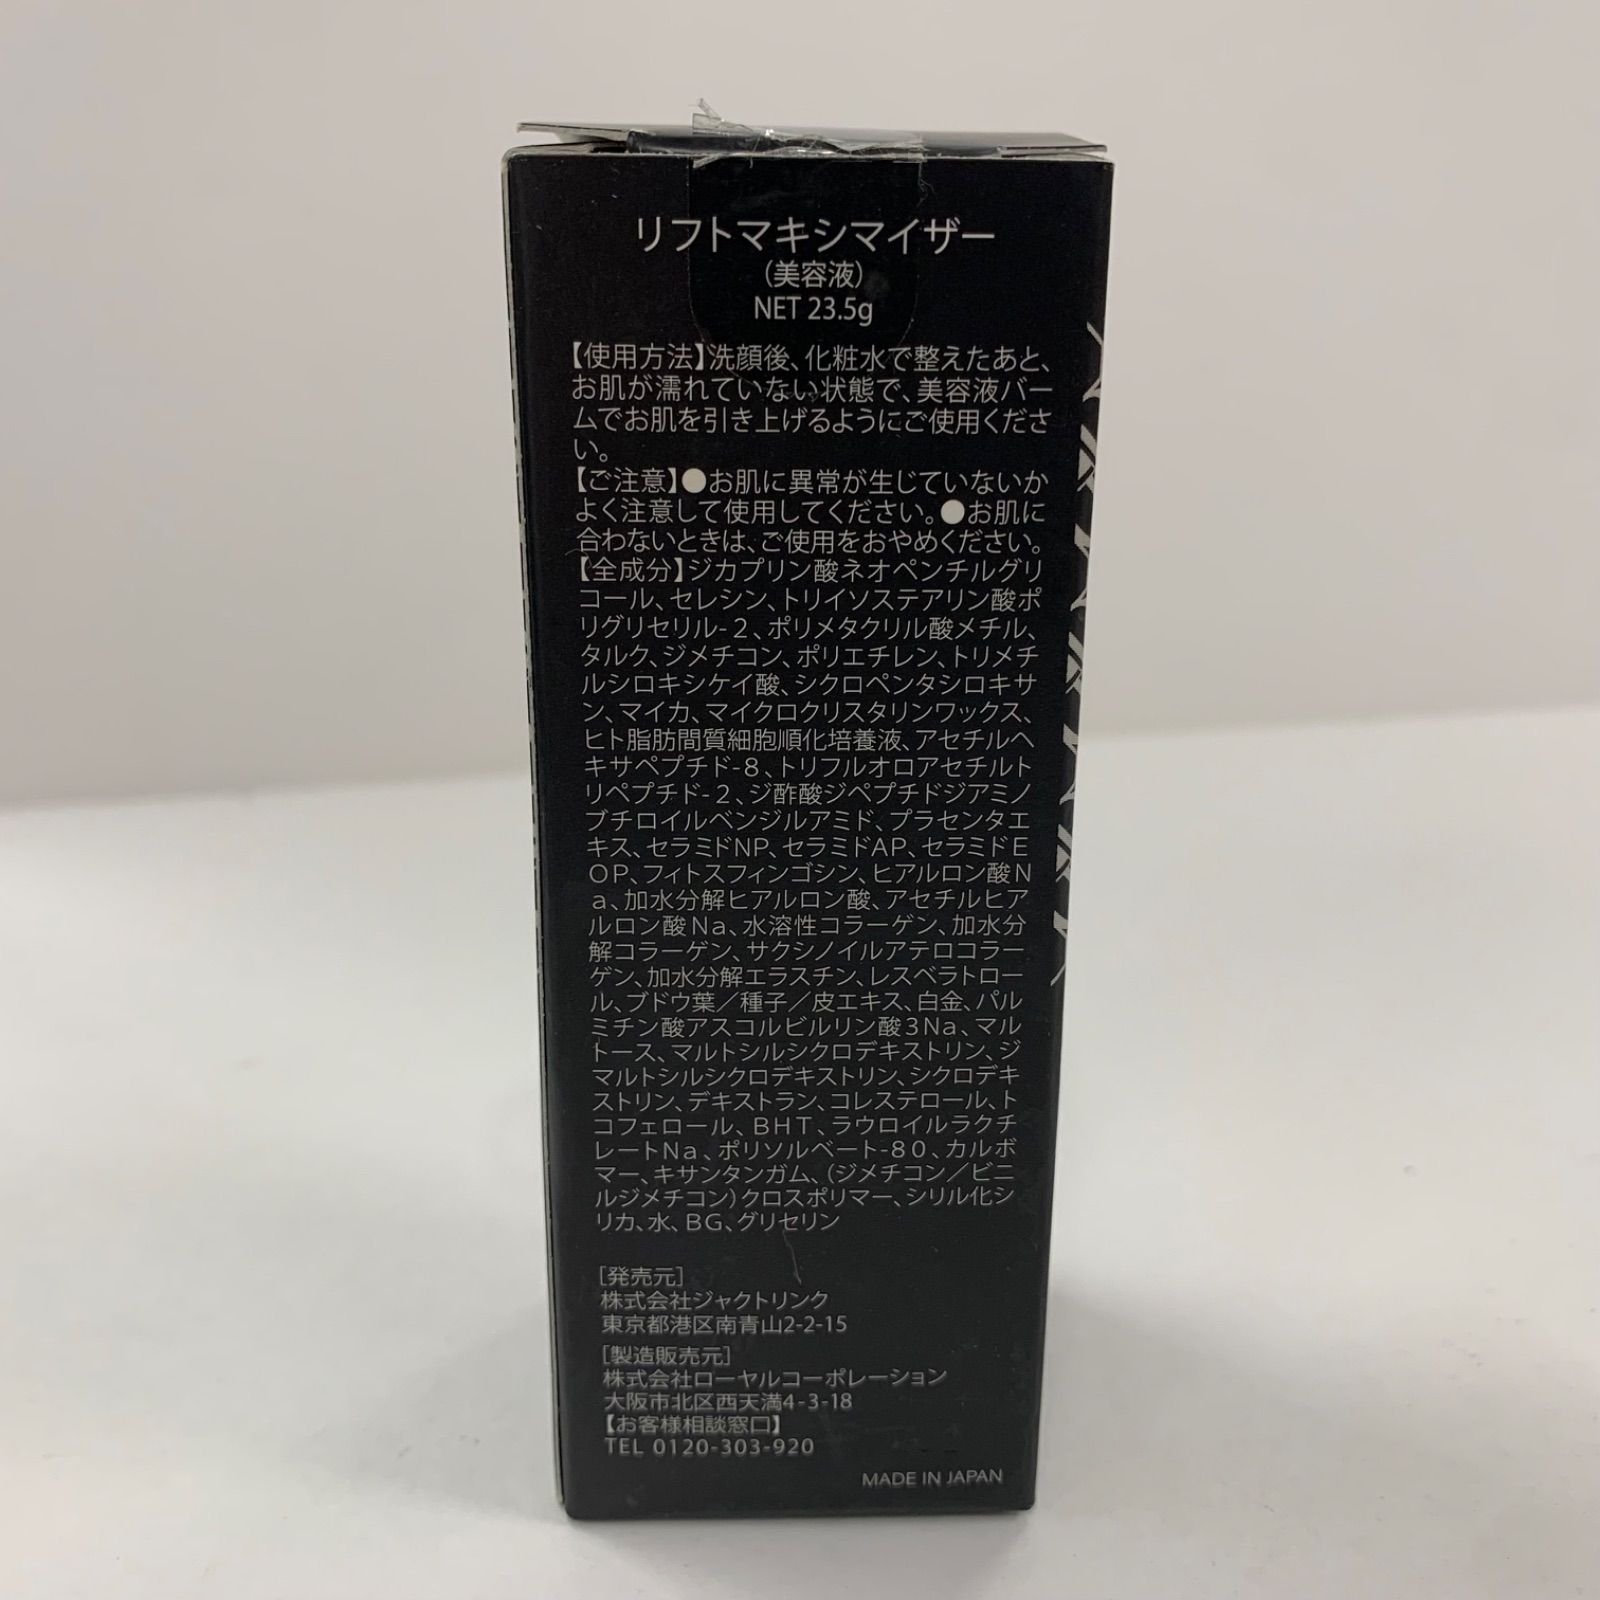 リフトマキシマイザー
(美容液)
NET 23.5g
【使用方法】洗顔後、化粧水で整えたあと、
お肌が濡れていない状態で、美容液バー
ムでお肌を引き上げるようにご使用くださ
い。
【ご注意】●お肌に異常が生じていないか
よく注意して使用してください。●お肌に
合わないときは、ご使用をおやめください。
【全成分】ジカプリン酸ネオペンチルグリ
コール、セレシン、トリイソステアリン酸ポ
リグリセリル-2、ポリメタクリル酸メチル、
タルク、ジメチコン、ポリエチレン、トリメチ
ルシロキシケイ酸、シクロペンタシロキサ
ン、マイカ、マイクロクリスタリンワックス、
ヒト脂肪間質細胞順化培養液、アセチルヘ
キサペプチド-8、トリフルオロアセチルト
リペプチド-2、ジ酢酸ジペプチドジアミノ
ブチロイルベンジルアミド、プラセンタエ
キス、セラミドNP、セラミドAP、セラミドE
OP、フィトスフィンゴシン、ヒアルロン酸N
a、加水分解ヒアルロン酸、アセチルヒア
ルロン酸Na、水溶性コラーゲン、加水分
解コラーゲン、サクシノイルアテロコラー
ゲン、加水分解エラスチン、レスベラトロー
ル、ブドウ葉/種子/皮エキス、白金、パル
ミチン酸アスコルビルリン酸3Na、マル
トース、マルトシルシクロデキストリン、ジ
マルトシルシクロデキストリン、シクロデキ
ストリン、デキストラン、コレステロール、ト
コフェロール、BHT、ラウロイルラクチ
レートNa、ポリソルベート-80、カルボ
マー、キサンタンガム、(ジメチコン/ビニ
ルジメチコン)クロスポリマー、シリル化シ
リカ、水、BG、グリセリン
[発売元]
株式会社ジャクトリンク
東京都港区南青山2-2-15
[製造販売元]
株式会社ローヤルコーポレーション
大阪市北区西天満4-3-18
【お客様相談窓口】
TEL 0120-303-920
MADE IN JAPAN